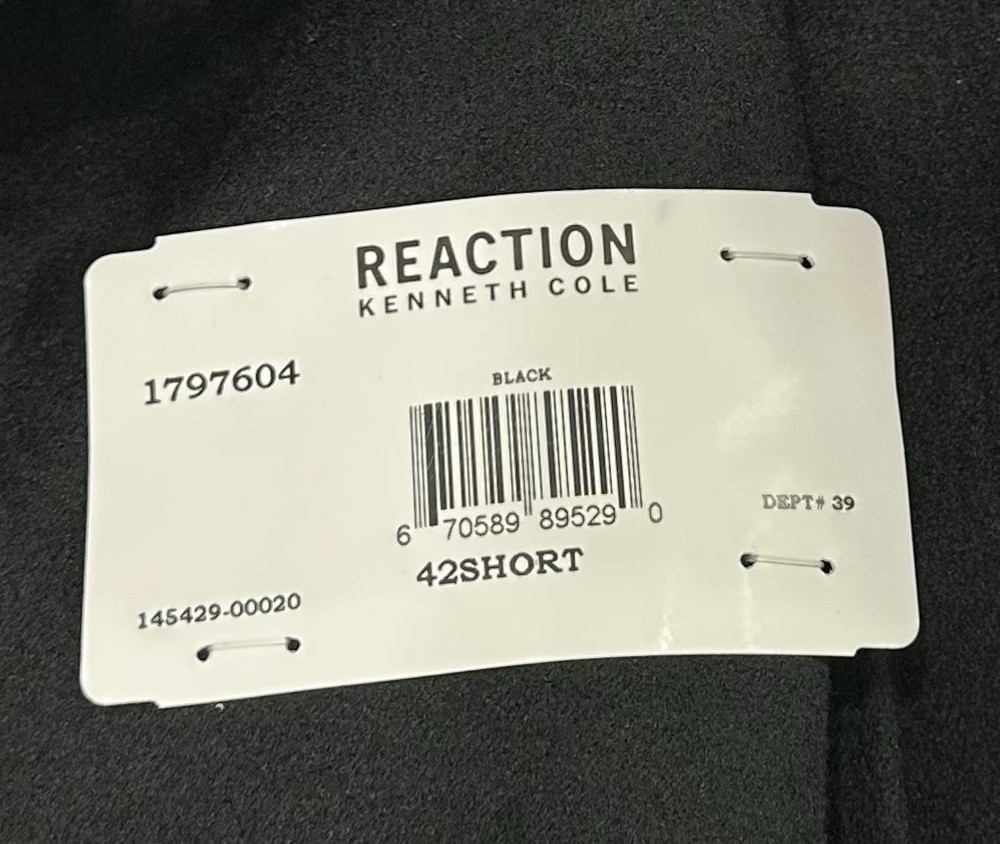 REACTION
KENNETH COLE
1797604
BLACK
6 70589 89529 0
DEPT# 39
42SHORT
145429-00020